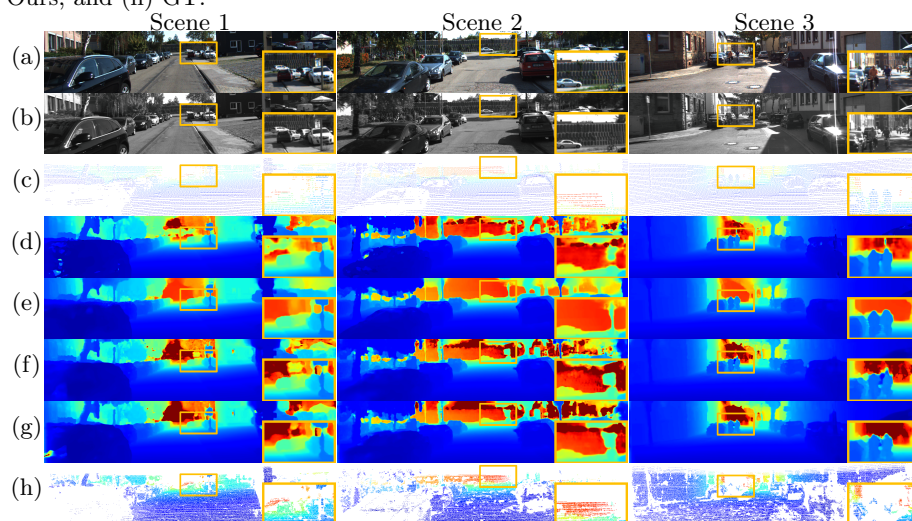 Ours, and (h) GT.
Scene 1 Scene 2 Scene 3
(a)
(b)
(c)
(d)
(e)
(f)
(g)
(h)